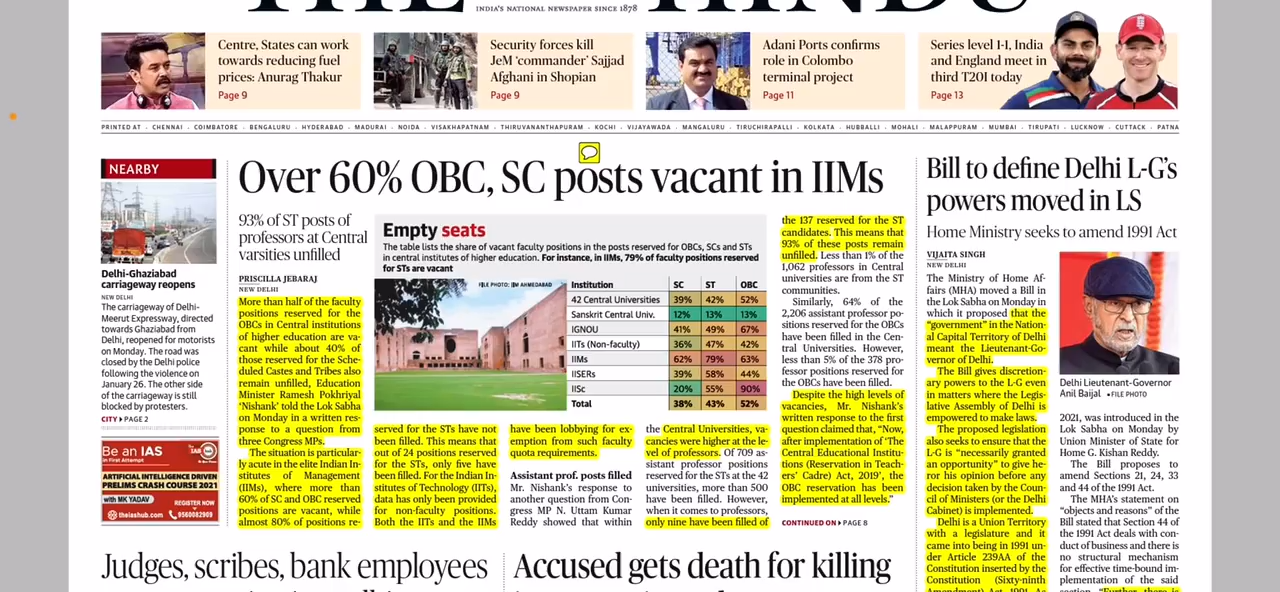 THE HINDU
INDIA'S NATIONAL NEWSPAPER SINCE 1878
Centre, States can work
towards reducing fuel
prices: Anurag Thakur
Page 9
Security forces kill
JeM ‘commander’ Sajjad
Afghani in Shopian
Page 9
Adani Ports confirms
role in Colombo
terminal project
Page 11
Series level 1-1, India
and England meet in
third T20I today
Page 13
PRINTED AT · CHENNAI · COIMBATORE · BENGALURU · HYDERABAD · MADURAI · NOIDA · VISAKHAPATNAM · THIRUVANANTHAPURAM · KOCHI · VIJAYAWADA · MANGALURU · TIRUCHIRAPALLI · KOLKATA · HUBBALLI · MOHALI · MALAPPURAM · MUMBAI · TIRUPATI · LUCKNOW · CUTTACK · PATNA
NEARBY
Delhi-Ghaziabad
carriageway reopens
NEW DELHI
The carriageway of Delhi-
Meerut Expressway, directed
towards Ghaziabad from
Delhi, reopened for motorists
on Monday. The road was
closed by the Delhi police
following the violence on
January 26. The other side
of the carriageway is still
blocked by protesters.
CITY ▸ PAGE 2
Be an IAS
in First Attempt
ARTIFICIAL INTELLIGENCE DRIVEN
PRELIMS CRASH COURSE 2021
with MK YADAV
REGISTER NOW
theiashub.com
9560082909
Over 60% OBC, SC posts vacant in IIMs
93% of ST posts of
professors at Central
varsities unfilled
PRISCILLA JEBARAJ
NEW DELHI
More than half of the faculty
positions reserved for the
OBCs in Central institutions
of higher education are va-
cant while about 40% of
those reserved for the Sche-
duled Castes and Tribes also
remain unfilled, Education
Minister Ramesh Pokhriyal
‘Nishank’ told the Lok Sabha
on Monday in a written res-
ponse to a question from
three Congress MPs.
The situation is particular-
ly acute in the elite Indian In-
stitutes of Management
(IIMs), where more than
60% of SC and OBC reserved
positions are vacant, while
almost 80% of positions re-
Empty seats
The table lists the share of vacant faculty positions in the posts reserved for OBCs, SCs and STs
in central institutes of higher education. For instance, in IIMs, 79% of faculty positions reserved
for STs are vacant
FILE PHOTO: IIM AHMEDABAD
Institution SC ST OBC
42 Central Universities 39% 42% 52%
Sanskrit Central Univ. 12% 13% 13%
IGNOU 41% 49% 67%
IITs (Non-faculty) 36% 47% 42%
IIMs 62% 79% 63%
IISERs 39% 58% 44%
IISc 20% 55% 90%
Total 38% 43% 52%
served for the STs have not
been filled. This means that
out of 24 positions reserved
for the STs, only five have
been filled. For the Indian In-
stitutes of Technology (IITs),
data has only been provided
for non-faculty positions.
Both the IITs and the IIMs
have been lobbying for ex-
emption from such faculty
quota requirements.
Assistant prof. posts filled
Mr. Nishank's response to
another question from Con-
gress MP N. Uttam Kumar
Reddy showed that within
the Central Universities, va-
cancies were higher at the le-
vel of professors. Of 709 as-
sistant professor positions
reserved for the STs at the 42
universities, more than 500
have been filled. However,
when it comes to professors,
only nine have been filled of
the 137 reserved for the ST
candidates. This means that
93% of these posts remain
unfilled. Less than 1% of the
1,062 professors in Central
universities are from the ST
communities.
Similarly, 64% of the
2,206 assistant professor po-
sitions reserved for the OBCs
have been filled in the Cen-
tral Universities. However,
less than 5% of the 378 pro-
fessor positions reserved for
the OBCs have been filled.
Despite the high levels of
vacancies, Mr. Nishank's
written response to the first
question claimed that, “Now,
after implementation of ‘The
Central Educational Institu-
tions (Reservation in Teach-
ers' Cadre) Act, 2019’, the
OBC reservation has been
implemented at all levels.”
CONTINUED ON ▸ PAGE 8
Bill to define Delhi L-G's
powers moved in LS
Home Ministry seeks to amend 1991 Act
VIJAITA SINGH
NEW DELHI
The Ministry of Home Af-
fairs (MHA) moved a Bill in
the Lok Sabha on Monday in
which it proposed that the
“government” in the Nation-
al Capital Territory of Delhi
meant the Lieutenant-Go-
vernor of Delhi.
The Bill gives discretion-
ary powers to the L-G even
in matters where the Legis-
lative Assembly of Delhi is
empowered to make laws.
The proposed legislation
also seeks to ensure that the
L-G is “necessarily granted
an opportunity” to give he-
r/his opinion before any
decision taken by the Coun-
cil of Ministers (or the Delhi
Cabinet) is implemented.
Delhi is a Union Territory
with a legislature and it
came into being in 1991 un-
der Article 239AA of the
Constitution inserted by the
Constitution (Sixty-ninth
Amendment) Act, 1991. As
Delhi Lieutenant-Governor
Anil Baijal ▪ FILE PHOTO
2021, was introduced in the
Lok Sabha on Monday by
Union Minister of State for
Home G. Kishan Reddy.
The Bill proposes to
amend Sections 21, 24, 33
and 44 of the 1991 Act.
The MHA's statement on
“objects and reasons” of the
Bill stated that Section 44 of
the 1991 Act deals with con-
duct of business and there is
no structural mechanism
for effective time-bound im-
plementation of the said
section. “Further, there is
Judges, scribes, bank employees
Accused gets death for killing